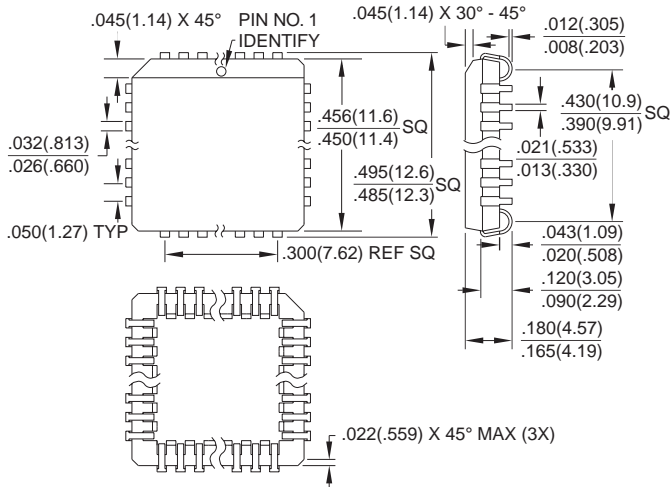 .045(1.14) X 45°
PIN NO. 1
IDENTIFY
.045(1.14) X 30° - 45°
.012(.305)
.008(.203)
.456(11.6)
.450(11.4)
SQ
.430(10.9)
.390(9.91)
SQ
.032(.813)
.026(.660)
.021(.533)
.013(.330)
.495(12.6)
.485(12.3)
SQ
.050(1.27) TYP
.300(7.62) REF SQ
.043(1.09)
.020(.508)
.120(3.05)
.090(2.29)
.180(4.57)
.165(4.19)
.022(.559) X 45° MAX (3X)